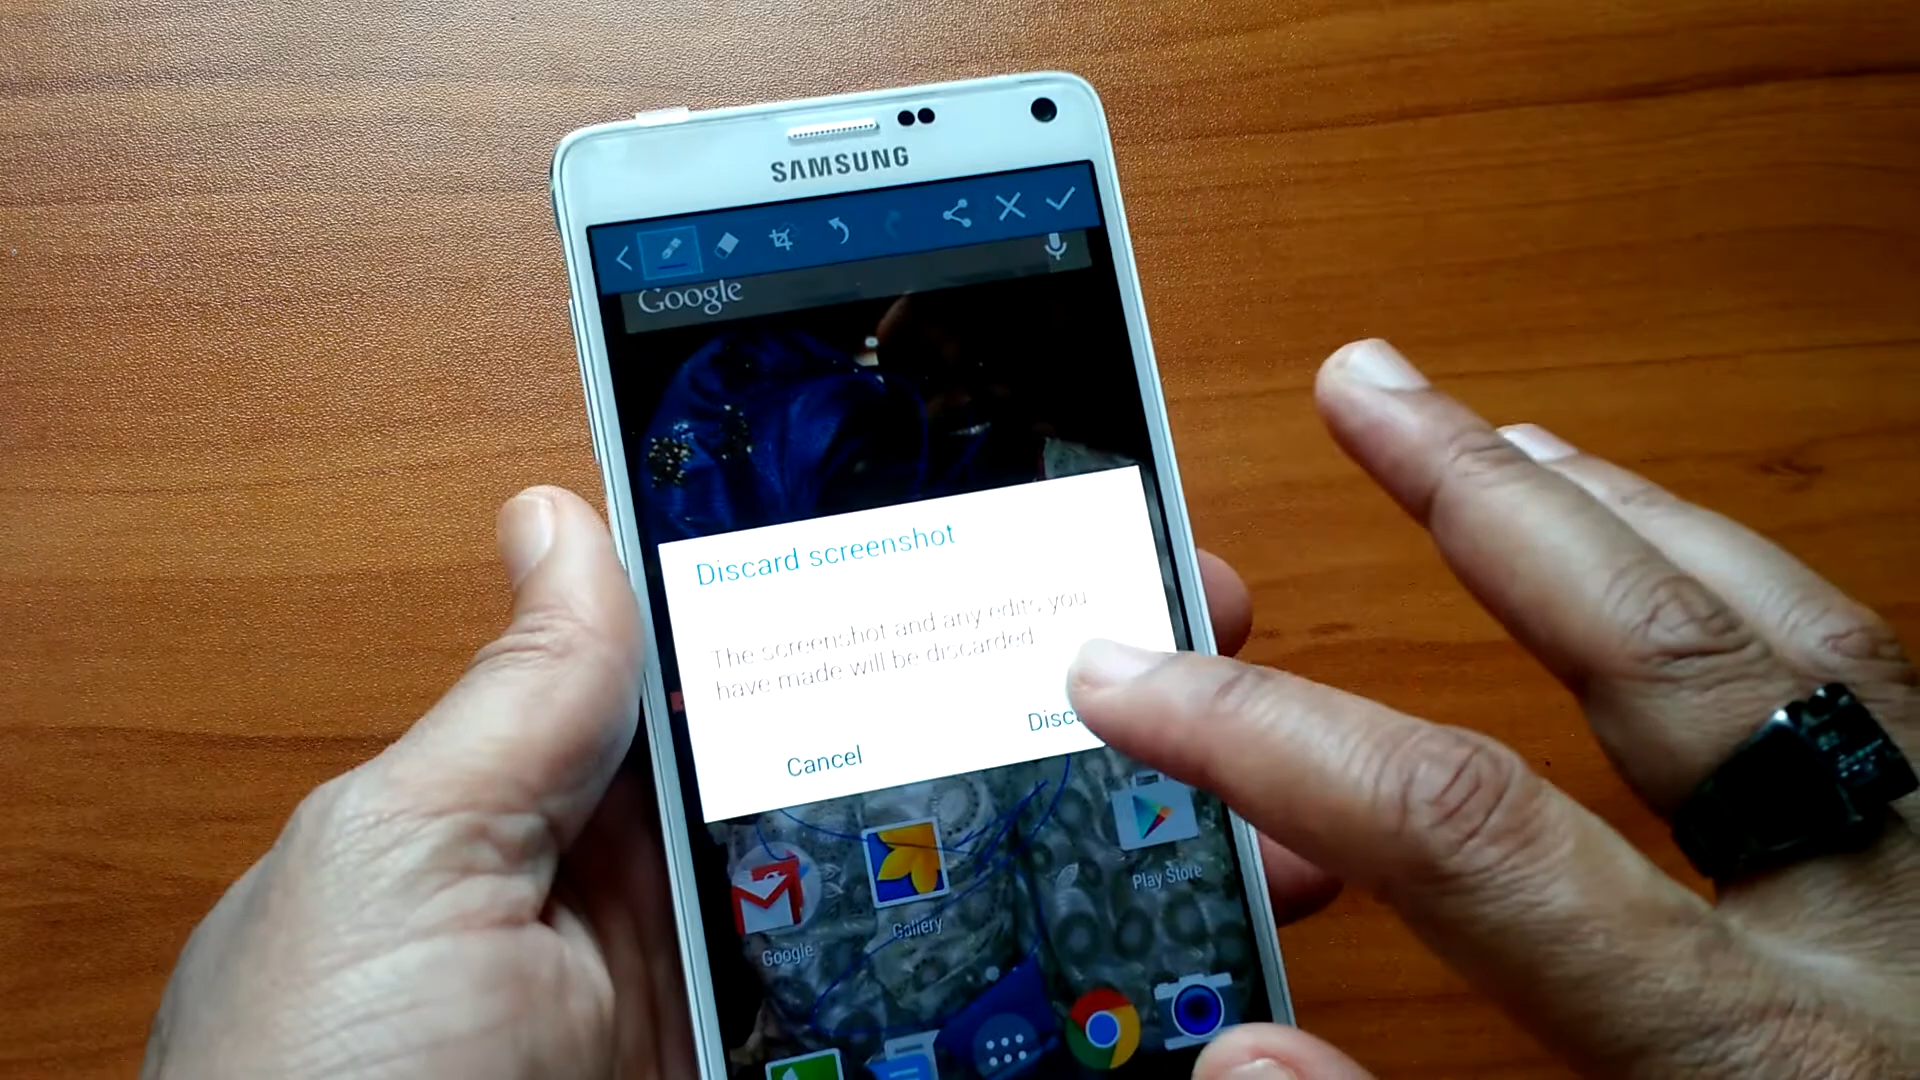 SAMSUNG
Google
Discard screenshot
The screenshot and any edits you
have made will be discarded
Cancel
Disc
Play Store
Gallery
Google